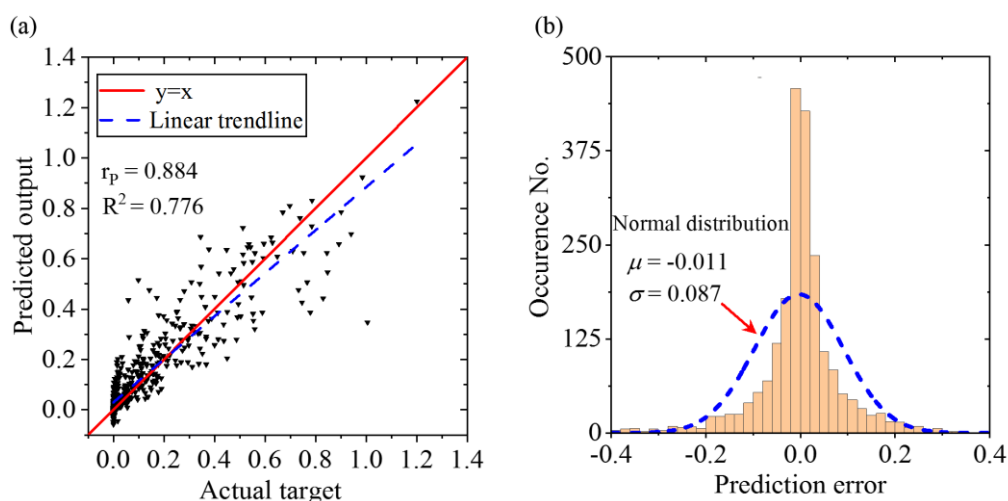 (a)
1.4
1.2
1.0
0.8
0.6
0.4
0.2
0.0
Predicted output
y=x
Linear trendline
rP = 0.884
R² = 0.776
0.0 0.2 0.4 0.6 0.8 1.0 1.2 1.4
Actual target
(b)
500
375
250
125
0
Occurence No.
Normal distribution
μ = -0.011
σ = 0.087
-0.4 -0.2 0.0 0.2 0.4
Prediction error